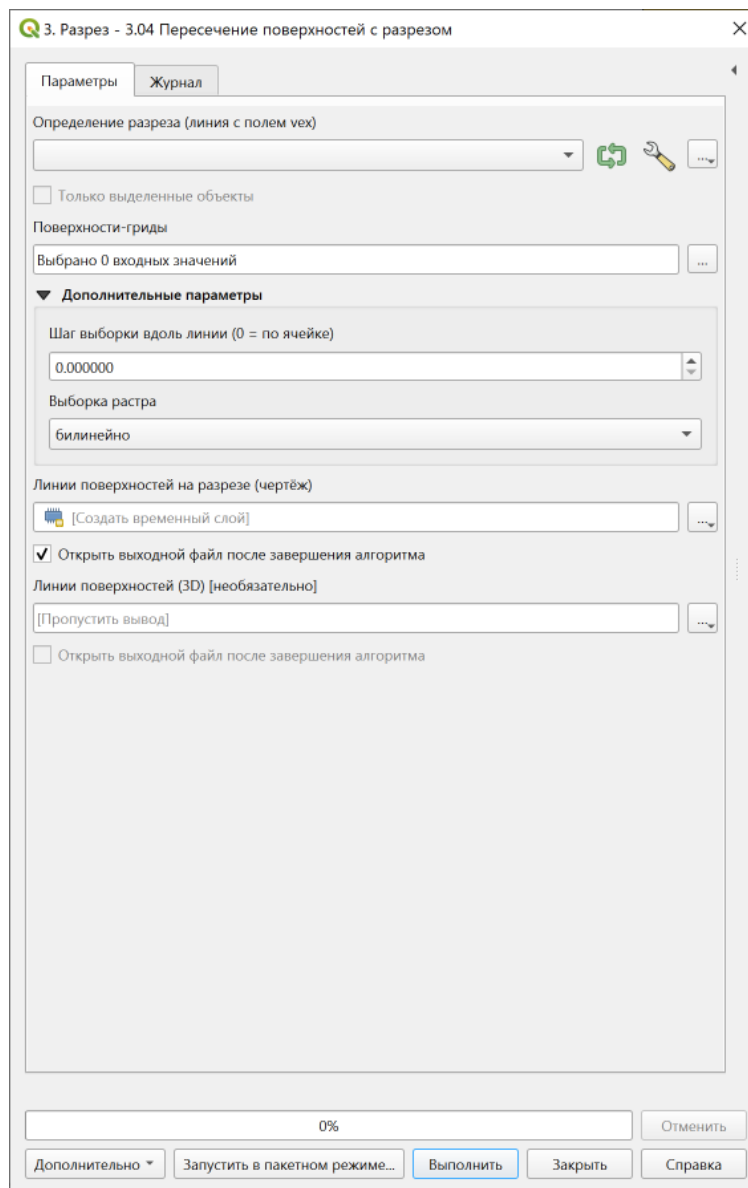 3. Разрез - 3.04 Пересечение поверхностей с разрезом
Параметры
Журнал
Определение разреза (линия с полем vex)
...
Только выделенные объекты
Поверхности-гриды
Выбрано 0 входных значений
...
Дополнительные параметры
Шаг выборки вдоль линии (0 = по ячейке)
0.000000
Выборка растра
билинейно
Линии поверхностей на разрезе (чертёж)
[Создать временный слой]
...
Открыть выходной файл после завершения алгоритма
Линии поверхностей (3D) [необязательно]
[Пропустить вывод]
...
Открыть выходной файл после завершения алгоритма
0%
Отменить
Дополнительно
Запустить в пакетном режиме...
Выполнить
Закрыть
Справка